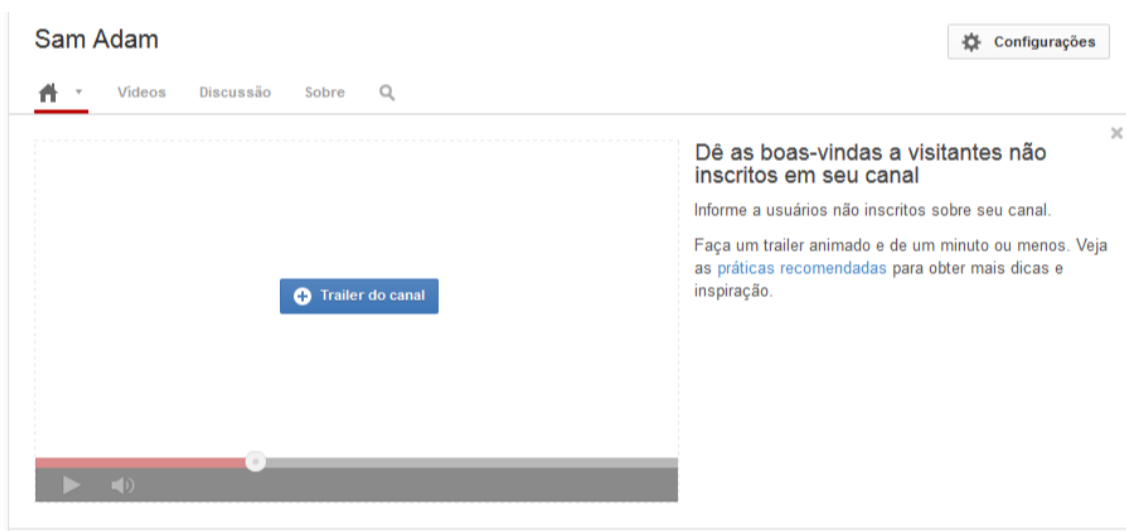 Sam Adam
Configurações
Vídeos Discussão Sobre
Dê as boas-vindas a visitantes não
inscritos em seu canal
Informe a usuários não inscritos sobre seu canal.
Faça um trailer animado e de um minuto ou menos. Veja
as práticas recomendadas para obter mais dicas e
inspiração.
Trailer do canal